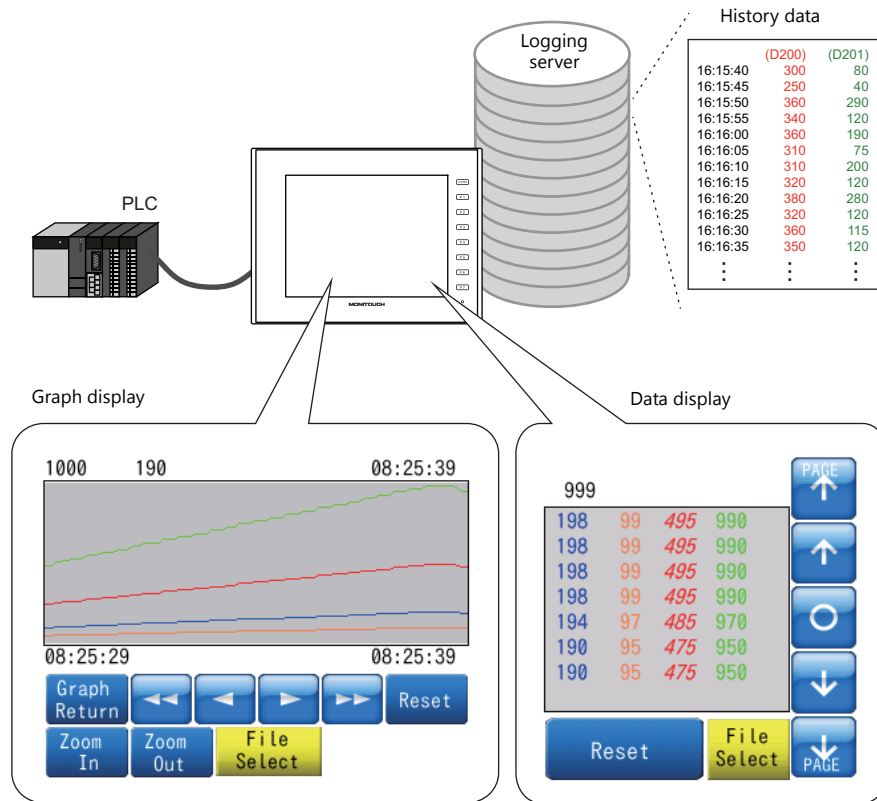 History data
Logging
server
(D200) (D201)
16:15:40 300 80
16:15:45 250 40
16:15:50 360 290
16:15:55 340 120
16:16:00 360 190
16:16:05 310 75
16:16:10 310 200
16:16:15 320 120
16:16:20 380 280
16:16:25 320 120
16:16:30 360 115
16:16:35 350 120
PLC
MONITOUCH
Graph display
1000 190 08:25:39
08:25:29 08:25:39
Graph
Return
Reset
Zoom
In
Zoom
Out
File
Select
Data display
999
198 99 495 990
198 99 495 990
198 99 495 990
198 99 495 990
194 97 485 970
190 95 475 950
190 95 475 950
PAGE
Reset
File
Select
PAGE